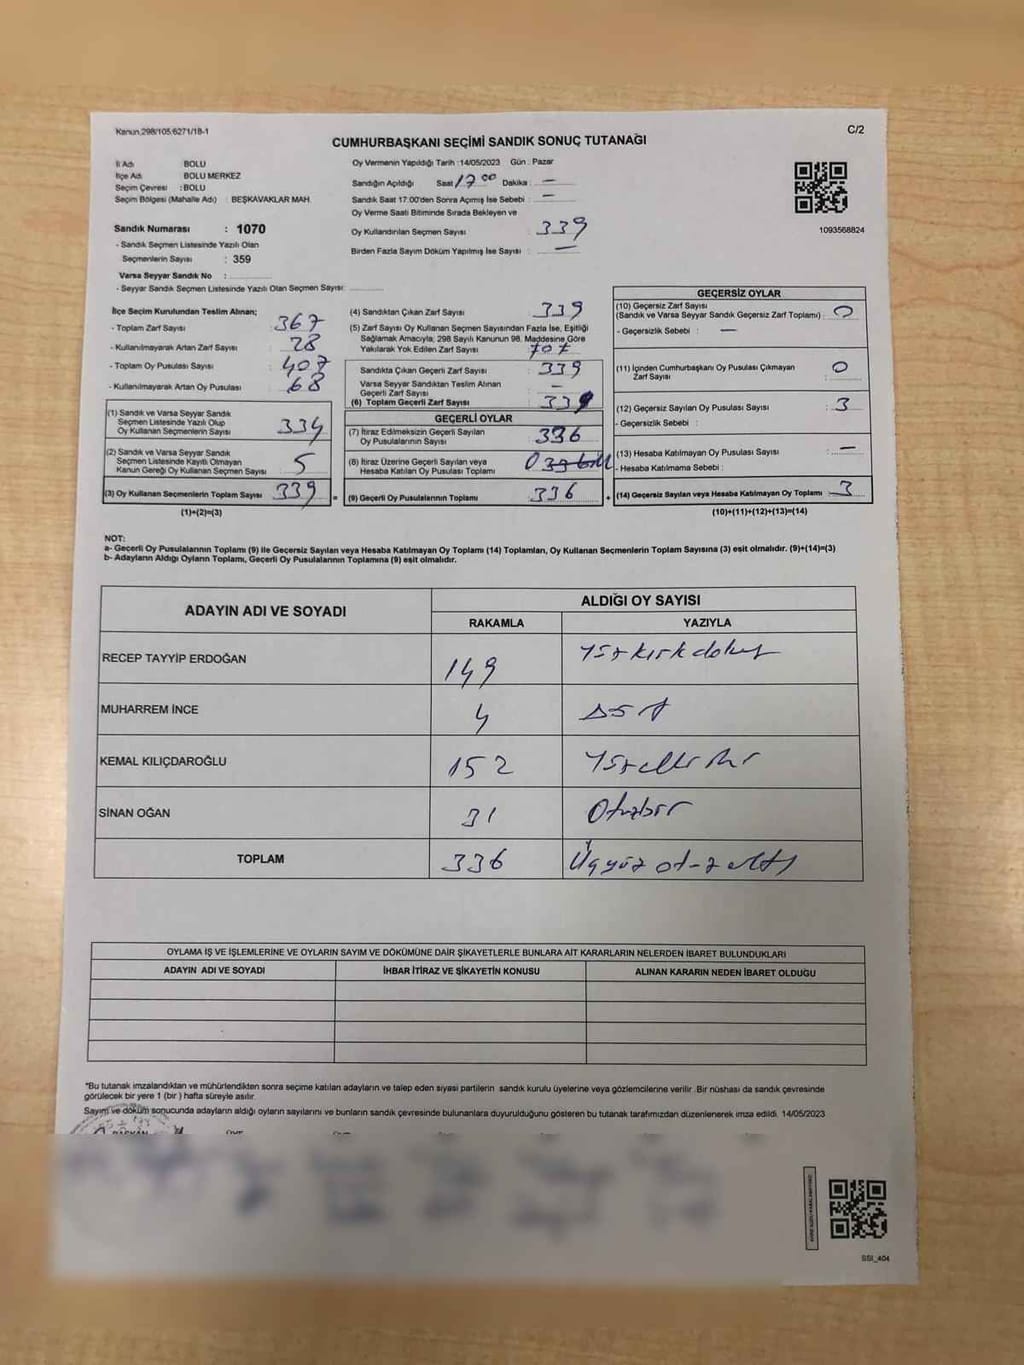 Kanun.298/105.6271/18-1
C/2
CUMHURBAŞKANI SEÇİMİ SANDIK SONUÇ TUTANAĞI
İl Adı BOLU
İlçe Adı BOLU MERKEZ
Seçim Çevresi : BOLU
Seçim Bölgesi (Mahalle Adı) : BEŞKAVAKLAR MAH.
Sandık Numarası : 1070
- Sandık Seçmen Listesinde Yazılı Olan
Seçmenlerin Sayısı : 359
Varsa Seyyar Sandık No :
- Seyyar Sandık Seçmen Listesinde Yazılı Olan Seçmen Sayısı:
Oy Vermenin Yapıldığı Tarih :14/05/2023 Gün : Pazar
Sandığın Açıldığı Saat 17 00 Dakika : —
Sandık Saat 17:00'den Sonra Açımış İse Sebebi : —
Oy Verme Saati Bitiminde Sırada Bekleyen ve
Oy Kullandırılan Seçmen Sayısı : 339
Birden Fazla Sayım Döküm Yapılmış İse Sayısı : —
1093568824
İlçe Seçim Kurulundan Teslim Alınan;
- Toplam Zarf Sayısı : 367
- Kullanılmayarak Artan Zarf Sayısı : 28
- Toplam Oy Pusulası Sayısı : 407
- Kullanılmayarak Artan Oy Pusulası : 68
(1) Sandık ve Varsa Seyyar Sandık
Seçmen Listesinde Yazılı Olup
Oy Kullanan Seçmenlerin Sayısı : 334
(2) Sandık ve Varsa Seyyar Sandık
Seçmen Listesinde Kayıtlı Olmayan
Kanun Gereği Oy Kullanan Seçmen Sayısı : 5
(3) Oy Kullanan Seçmenlerin Toplam Sayısı : 339
(1)+(2)=(3)
(4) Sandıktan Çıkan Zarf Sayısı : 339
(5) Zarf Sayısı Oy Kullanan Seçmen Sayısından Fazla İse, Eşitliği
Sağlamak Amacıyla; 298 Sayılı Kanunun 98. Maddesine Göre
Yakılarak Yok Edilen Zarf Sayısı :
Sandıkta Çıkan Geçerli Zarf Sayısı : 339
Varsa Seyyar Sandıktan Teslim Alınan
Geçerli Zarf Sayısı : —
(6) Toplam Geçerli Zarf Sayısı : 339
GEÇERLİ OYLAR
(7) İtiraz Edilmeksizin Geçerli Sayılan
Oy Pusulalarının Sayısı : 336
(8) İtiraz Üzerine Geçerli Sayılan veya
Hesaba Katılan Oy Pusulası Toplamı : 0
= (9) Geçerli Oy Pusulalarının Toplamı : 336
GEÇERSİZ OYLAR
(10) Geçersiz Zarf Sayısı
(Sandık ve Varsa Seyyar Sandık Geçersiz Zarf Toplamı) : 0
- Geçersizlik Sebebi : —
(11) İçinden Cumhurbaşkanı Oy Pusulası Çıkmayan
Zarf Sayısı : 0
(12) Geçersiz Sayılan Oy Pusulası Sayısı : 3
- Geçersizlik Sebebi :
(13) Hesaba Katılmayan Oy Pusulası Sayısı : —
- Hesaba Katılmama Sebebi :
+ (14) Geçersiz Sayılan veya Hesaba Katılmayan Oy Toplamı : 3
(10)+(11)+(12)+(13)=(14)
NOT:
a- Geçerli Oy Pusulalarının Toplamı (9) ile Geçersiz Sayılan veya Hesaba Katılmayan Oy Toplamı (14) Toplamları, Oy Kullanan Seçmenlerin Toplam Sayısına (3) eşit olmalıdır. (9)+(14)=(3)
b- Adayların Aldığı Oyların Toplamı, Geçerli Oy Pusulalarının Toplamına (9) eşit olmalıdır.
ADAYIN ADI VE SOYADI
ALDIĞI OY SAYISI
RAKAMLA YAZIYLA
RECEP TAYYİP ERDOĞAN 149 Yüzkırkdokuz
MUHARREM İNCE 4 Dört
KEMAL KILIÇDAROĞLU 152 Yüzelliiki
SİNAN OĞAN 31 Otuzbir
TOPLAM 336 Üçyüz otuz altı
OYLAMA İŞ VE İŞLEMLERİNE VE OYLARIN SAYIM VE DÖKÜMÜNE DAİR ŞİKAYETLERLE BUNLARA AİT KARARLARIN NELERDEN İBARET BULUNDUKLARI
ADAYIN ADI VE SOYADI İHBAR İTİRAZ VE ŞİKAYETİN KONUSU ALINAN KARARIN NEDEN İBARET OLDUĞU
*Bu tutanak imzalandıktan ve mühürlendikten sonra seçime katılan adayların ve talep eden siyasi partilerin sandık kurulu üyelerine veya gözlemcilerine verilir. Bir nüshası da sandık çevresinde
görülecek bir yere 1 (bir) hafta süreyle asılır.
Sayım ve döküm sonucunda adayların aldığı oyların sayılarını ve bunların sandık çevresinde bulunanlara duyurulduğunu gösteren bu tutanak tarafımızdan düzenlenerek imza edildi. 14/05/2023
SSI_404